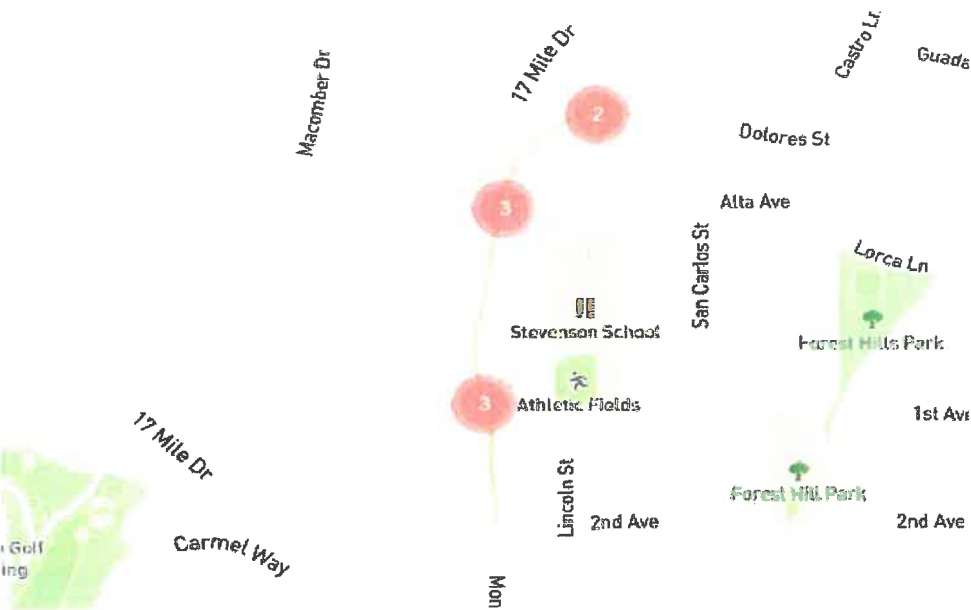 Castro Ln
17 Mile Dr
Guada
Macomber Dr
2
Dolores St
Alta Ave
3
San Carlos St
Lorca Ln
Stevenson School
Forest Hills Park
3
Athletic Fields
1st Ave
17 Mile Dr
Lincoln St
Forest Hill Park
2nd Ave
2nd Ave
Carmel Way
Golf
ing
Mon